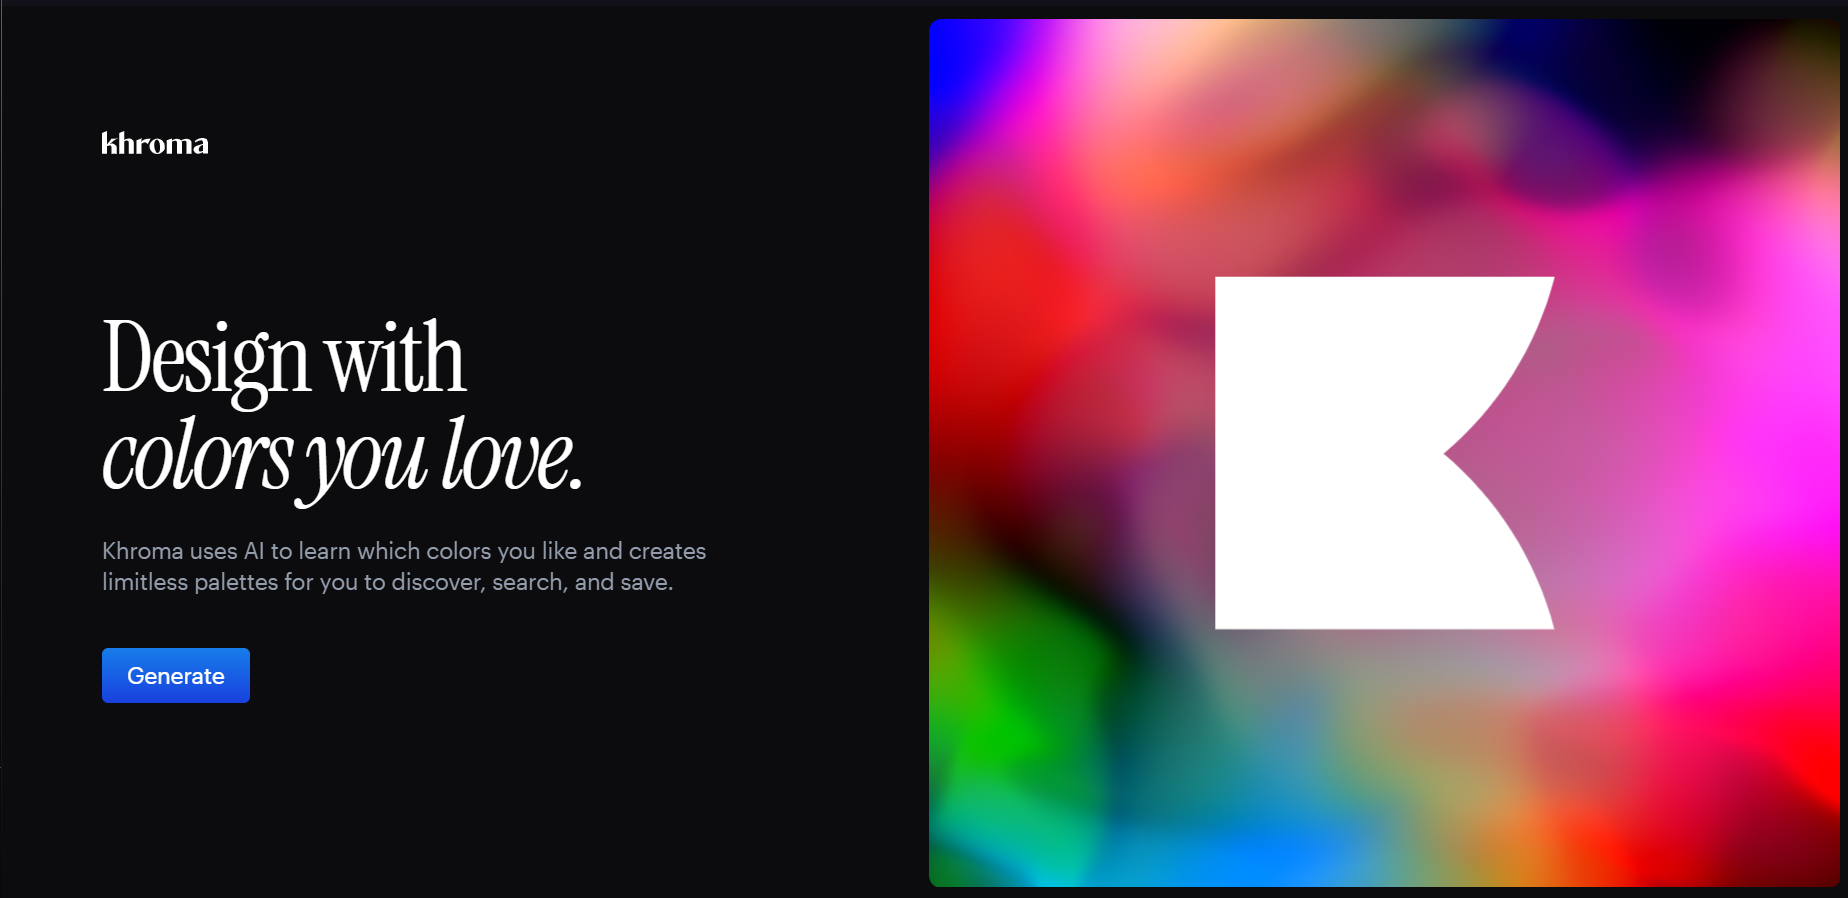 khroma
Design with
colors you love.
Khroma uses AI to learn which colors you like and creates
limitless palettes for you to discover, search, and save.
Generate